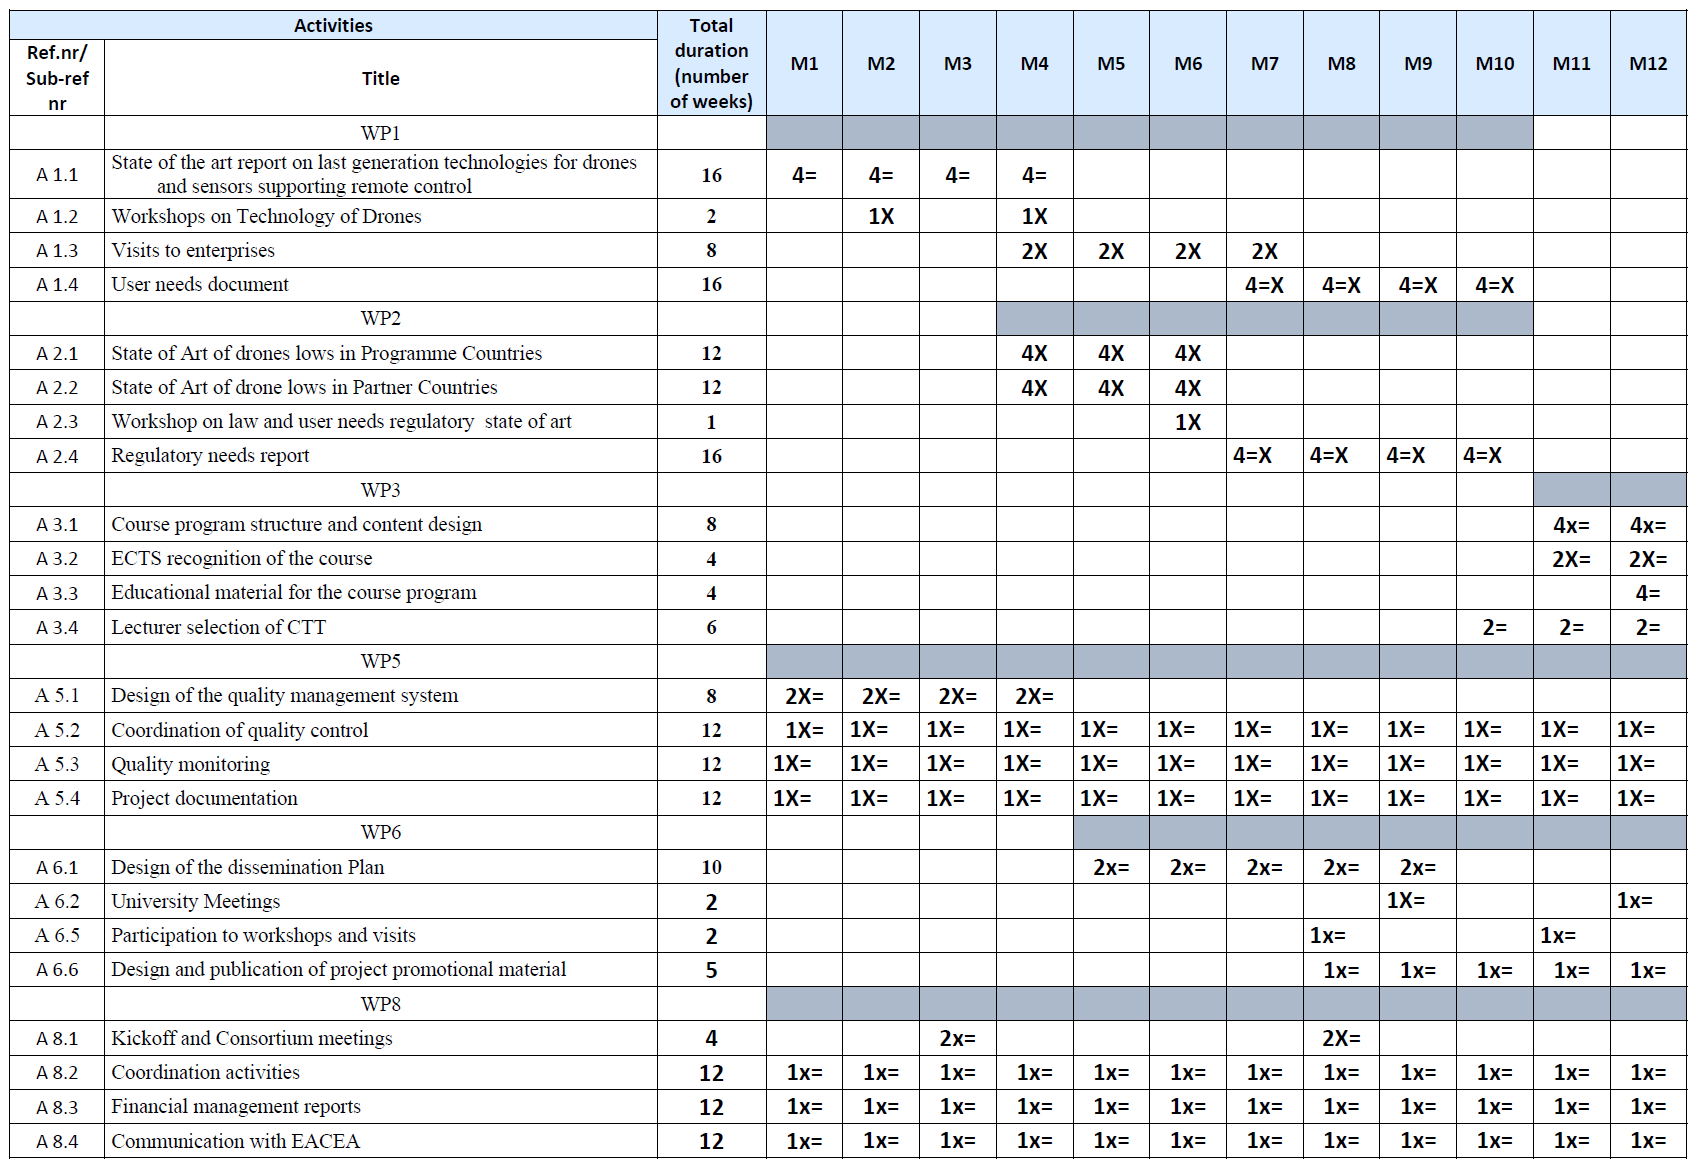 Activities
Total duration (number of weeks)
M1 M2 M3 M4 M5 M6 M7 M8 M9 M10 M11 M12
Ref.nr/ Sub-ref nr
Title
WP1
A 1.1 State of the art report on last generation technologies for drones and sensors supporting remote control 16 4= 4= 4= 4=
A 1.2 Workshops on Technology of Drones 2 1X 1X
A 1.3 Visits to enterprises 8 2X 2X 2X 2X
A 1.4 User needs document 16 4=X 4=X 4=X 4=X
WP2
A 2.1 State of Art of drones lows in Programme Countries 12 4X 4X 4X
A 2.2 State of Art of drone lows in Partner Countries 12 4X 4X 4X
A 2.3 Workshop on law and user needs regulatory state of art 1 1X
A 2.4 Regulatory needs report 16 4=X 4=X 4=X 4=X
WP3
A 3.1 Course program structure and content design 8 4x= 4x=
A 3.2 ECTS recognition of the course 4 2X= 2X=
A 3.3 Educational material for the course program 4 4=
A 3.4 Lecturer selection of CTT 6 2= 2= 2=
WP5
A 5.1 Design of the quality management system 8 2X= 2X= 2X= 2X=
A 5.2 Coordination of quality control 12 1X= 1X= 1X= 1X= 1X= 1X= 1X= 1X= 1X= 1X= 1X= 1X=
A 5.3 Quality monitoring 12 1X= 1X= 1X= 1X= 1X= 1X= 1X= 1X= 1X= 1X= 1X= 1X=
A 5.4 Project documentation 12 1X= 1X= 1X= 1X= 1X= 1X= 1X= 1X= 1X= 1X= 1X= 1X=
WP6
A 6.1 Design of the dissemination Plan 10 2x= 2x= 2x= 2x= 2x=
A 6.2 University Meetings 2 1X= 1x=
A 6.5 Participation to workshops and visits 2 1x= 1x=
A 6.6 Design and publication of project promotional material 5 1x= 1x= 1x= 1x= 1x=
WP8
A 8.1 Kickoff and Consortium meetings 4 2x= 2X=
A 8.2 Coordination activities 12 1x= 1x= 1x= 1x= 1x= 1x= 1x= 1x= 1x= 1x= 1x= 1x=
A 8.3 Financial management reports 12 1x= 1x= 1x= 1x= 1x= 1x= 1x= 1x= 1x= 1x= 1x= 1x=
A 8.4 Communication with EACEA 12 1x= 1x= 1x= 1x= 1x= 1x= 1x= 1x= 1x= 1x= 1x= 1x=